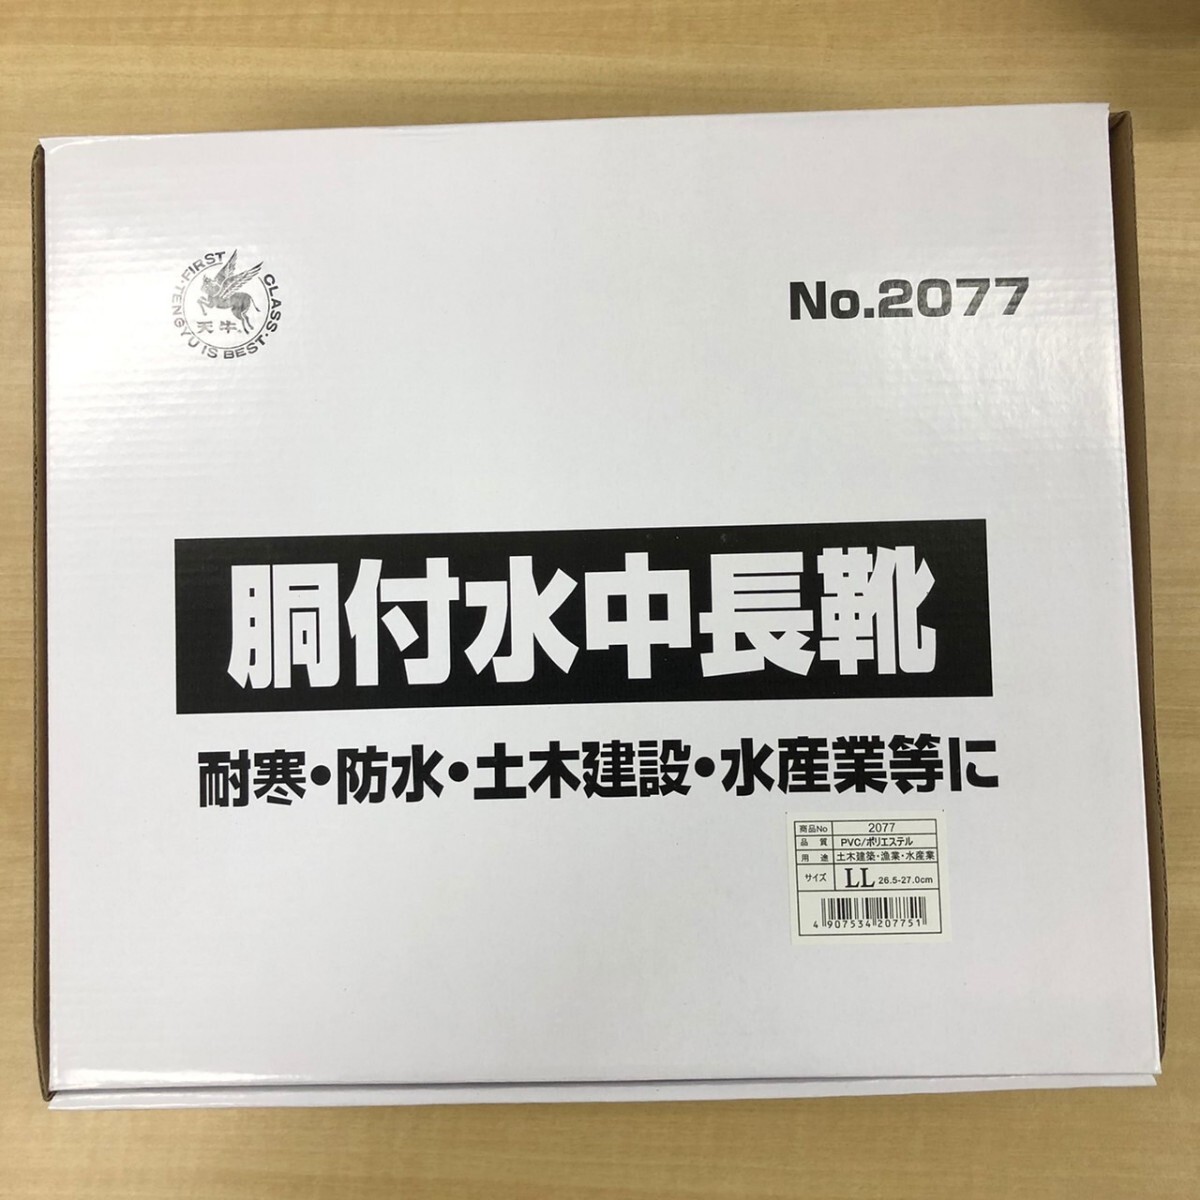 FIRST CLASS・TENGYU IS BEST・
天牛
No.2077
胴付水中長靴
耐寒・防水・土木建設・水産業等に
商品No 2077
品質 PVC/ポリエステル
用途 土木建築・漁業・水産業
サイズ LL 26.5-27.0cm
4 907534 207751